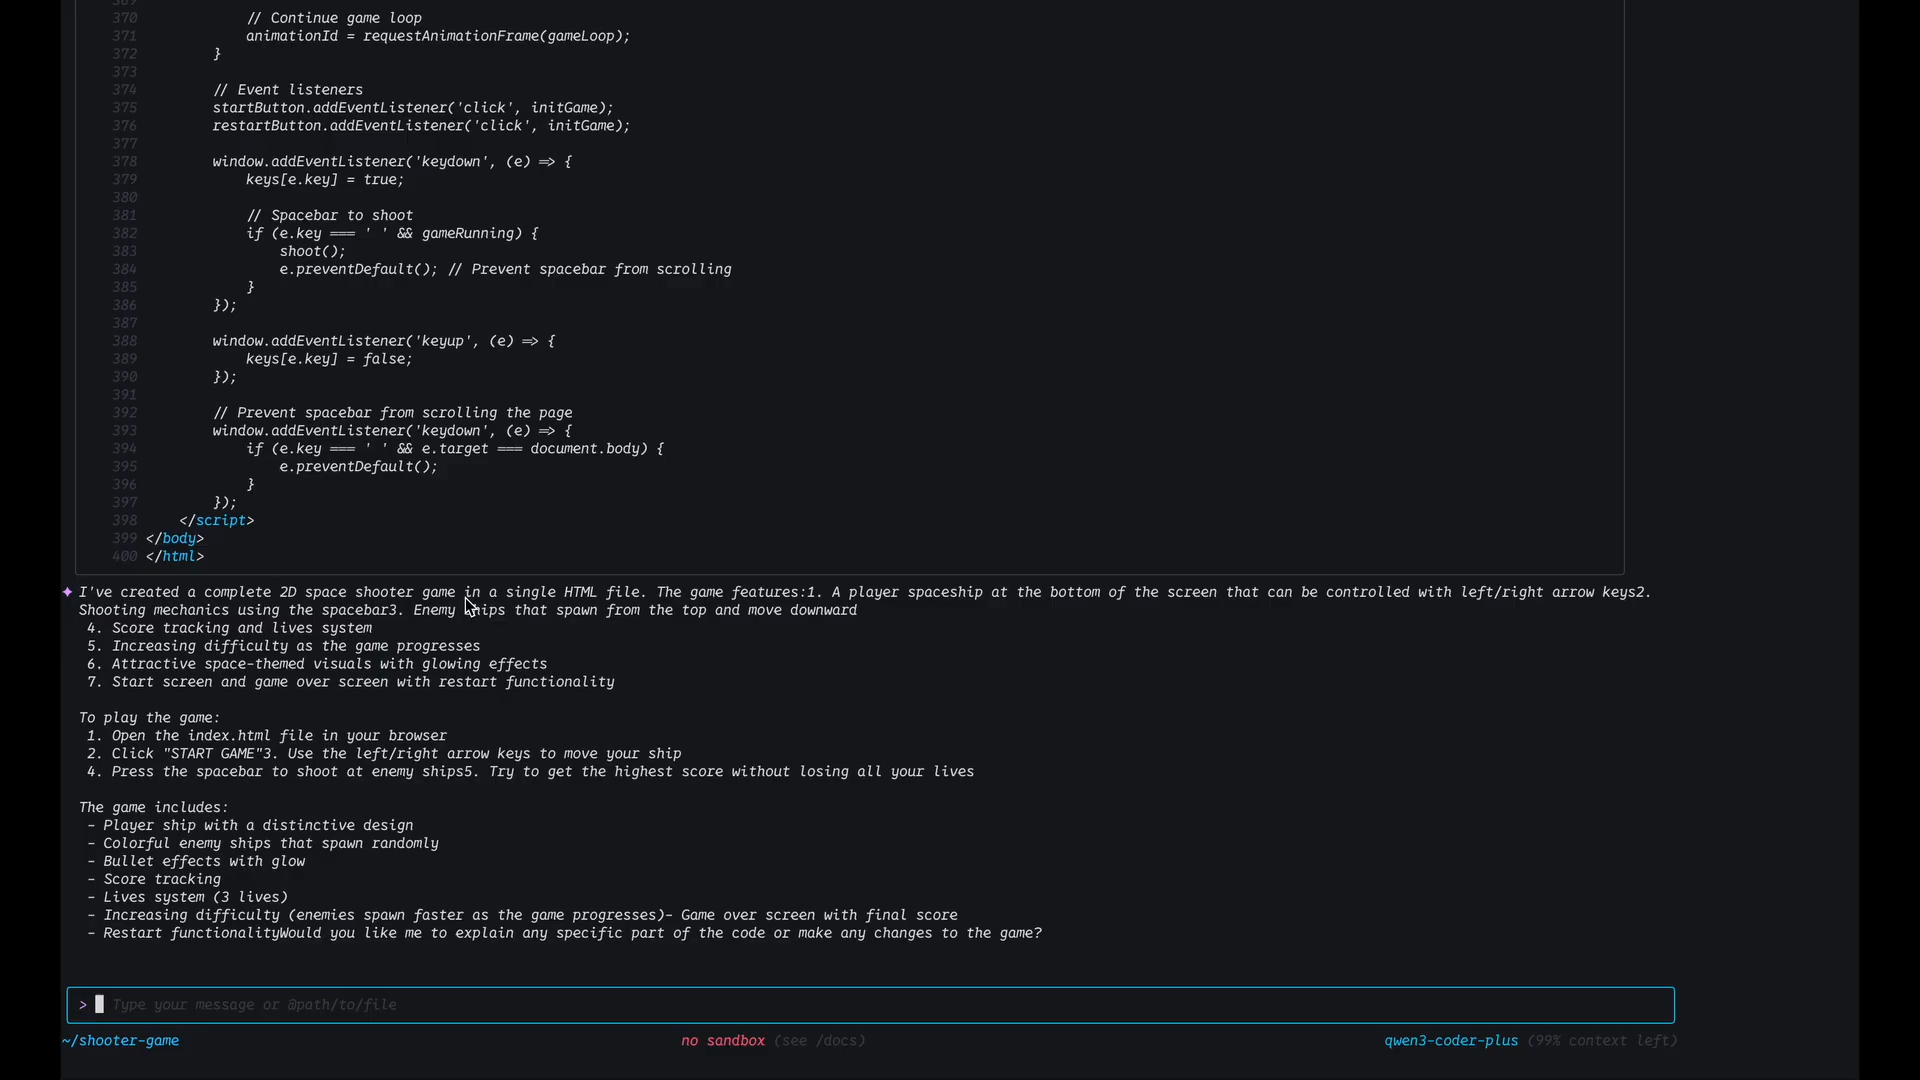 369
370 // Continue game loop
371 animationId = requestAnimationFrame(gameLoop);
372 }
373
374 // Event listeners
375 startButton.addEventListener('click', initGame);
376 restartButton.addEventListener('click', initGame);
377
378 window.addEventListener('keydown', (e) => {
379 keys[e.key] = true;
380
381 // Spacebar to shoot
382 if (e.key === ' ' && gameRunning) {
383 shoot();
384 e.preventDefault(); // Prevent spacebar from scrolling
385 }
386 });
387
388 window.addEventListener('keyup', (e) => {
389 keys[e.key] = false;
390 });
391
392 // Prevent spacebar from scrolling the page
393 window.addEventListener('keydown', (e) => {
394 if (e.key === ' ' && e.target === document.body) {
395 e.preventDefault();
396 }
397 });
398 </script>
399 </body>
400 </html>
✦ I've created a complete 2D space shooter game in a single HTML file. The game features:1. A player spaceship at the bottom of the screen that can be controlled with left/right arrow keys2.
Shooting mechanics using the spacebar3. Enemy ships that spawn from the top and move downward
4. Score tracking and lives system
5. Increasing difficulty as the game progresses
6. Attractive space-themed visuals with glowing effects
7. Start screen and game over screen with restart functionality
To play the game:
1. Open the index.html file in your browser
2. Click "START GAME"3. Use the left/right arrow keys to move your ship
4. Press the spacebar to shoot at enemy ships5. Try to get the highest score without losing all your lives
The game includes:
- Player ship with a distinctive design
- Colorful enemy ships that spawn randomly
- Bullet effects with glow
- Score tracking
- Lives system (3 lives)
- Increasing difficulty (enemies spawn faster as the game progresses)- Game over screen with final score
- Restart functionalityWould you like me to explain any specific part of the code or make any changes to the game?
> Type your message or @path/to/file
~/shooter-game no sandbox (see /docs) qwen3-coder-plus (99% context left)